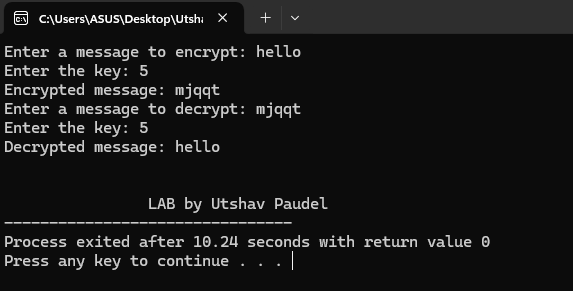 C:\Users\ASUS\Desktop\Utsha
Enter a message to encrypt: hello
Enter the key: 5
Encrypted message: mjqqt
Enter a message to decrypt: mjqqt
Enter the key: 5
Decrypted message: hello
LAB by Utshav Paudel
--------------------------------
Process exited after 10.24 seconds with return value 0
Press any key to continue . . .